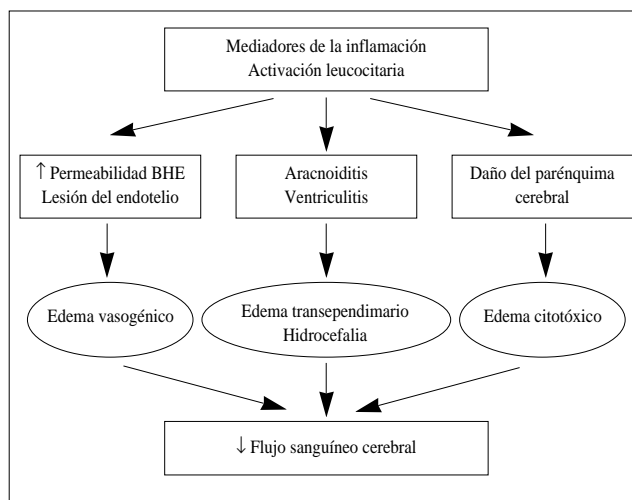 Mediadores de la inflamación
Activación leucocitaria
↑ Permeabilidad BHE
Lesión del endotelio
Aracnoiditis
Ventriculitis
Daño del parénquima
cerebral
Edema vasogénico
Edema transependimario
Hidrocefalia
Edema citotóxico
↓ Flujo sanguíneo cerebral